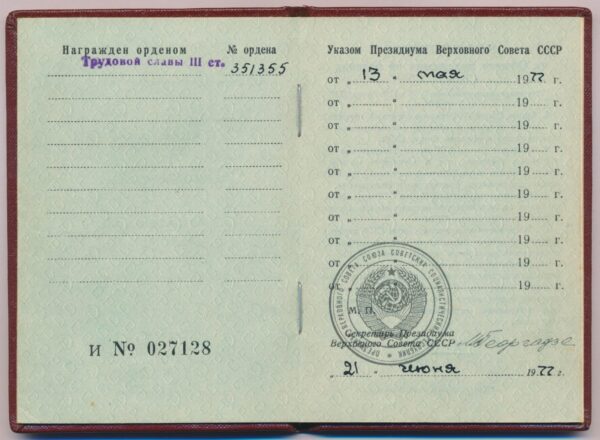 Награжден орденом
№ ордена
Трудовой славы III ст.
351355
И № 027128
Указом Президиума Верховного Совета СССР
от „ 13 “ мая 1977 г.
от „ “ 19 г.
от „ “ 19 г.
от „ “ 19 г.
от „ “ 19 г.
от „ “ 19 г.
от „ “ 19 г.
от „ “ 19 г.
от „ “ 19 г.
от „ “ 19 г.
М. П.
Секретарь Президиума
Верховного Совета СССР
М Георгадзе
„ 21 “ июня 1977 г.